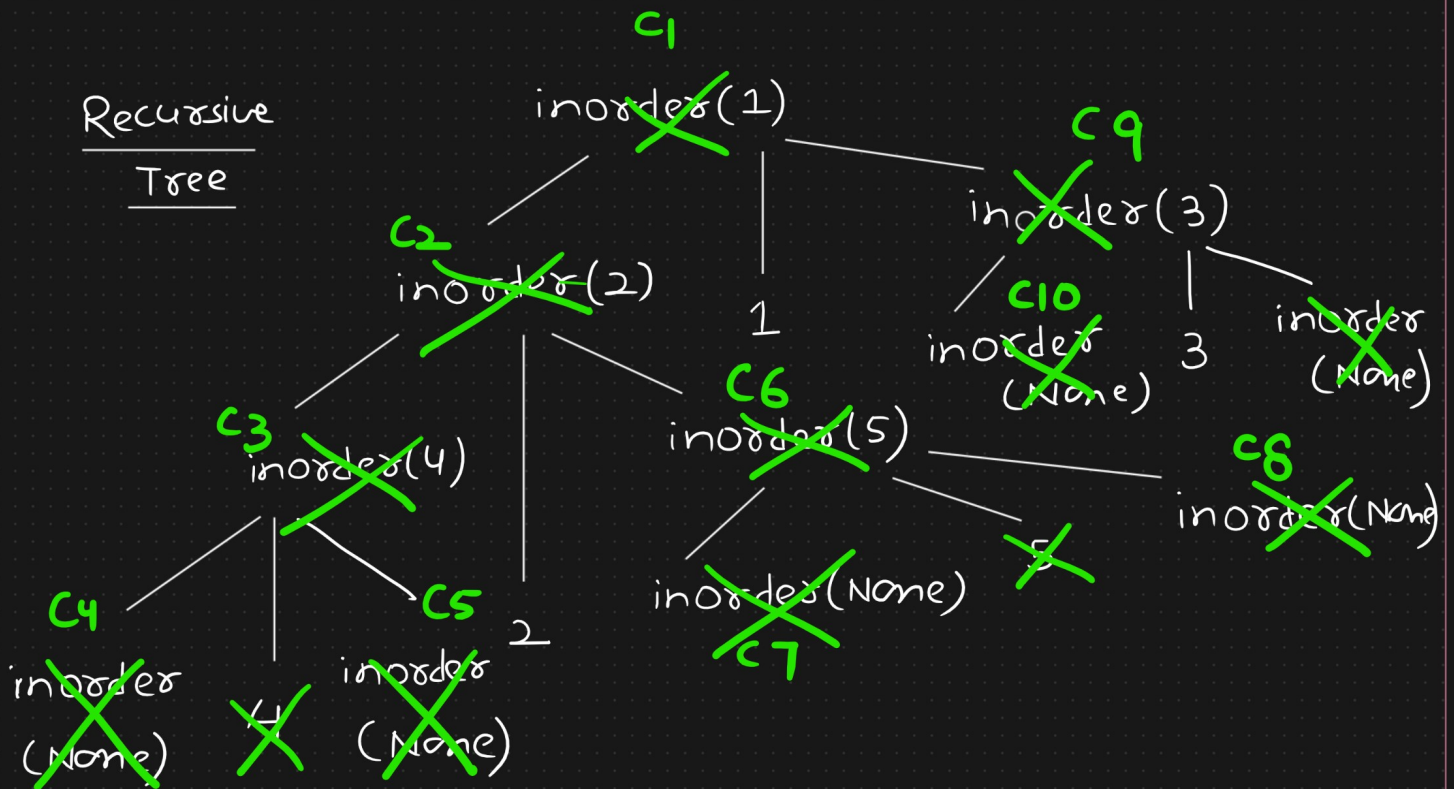 C1
inorder(1)
Recursive
Tree
C9
inorder(3)
C2
inorder(2)
1
C10
inorder
(None)
3
inorder
(None)
C3
inorder(4)
C6
inorder(5)
C8
inorder(None)
5
C4
inorder
(None)
4
C5
inorder
(None)
2
inorder(None)
C7